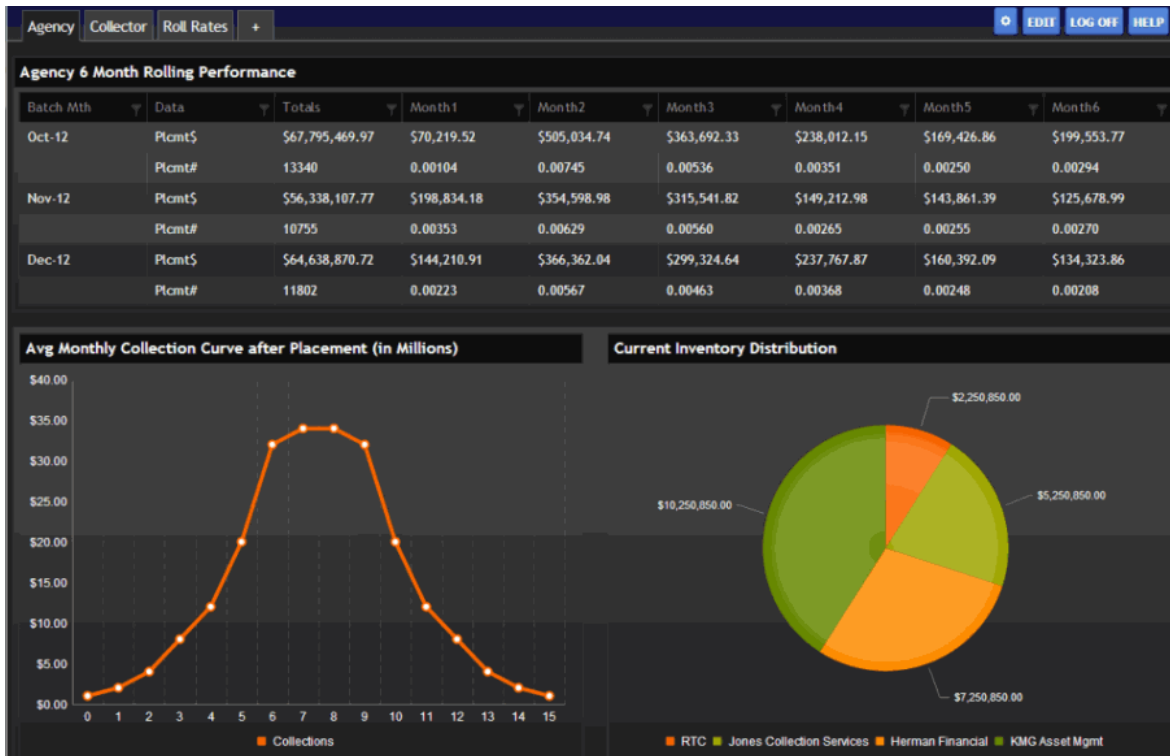 Agency Collector Roll Rates + EDIT LOG OFF HELP
Agency 6 Month Rolling Performance
Batch Mth Data Totals Month1 Month2 Month3 Month4 Month5 Month6
Oct-12 Plcmt$ $67,795,469.97 $70,219.52 $505,034.74 $363,692.33 $238,012.15 $169,426.86 $199,553.77
Plcmt# 13340 0.00104 0.00745 0.00536 0.00351 0.00250 0.00294
Nov-12 Plcmt$ $56,338,107.77 $198,834.18 $354,598.98 $315,541.82 $149,212.98 $143,861.39 $125,678.99
Plcmt# 10755 0.00353 0.00629 0.00560 0.00265 0.00255 0.00270
Dec-12 Plcmt$ $64,638,870.72 $144,210.91 $366,362.04 $299,324.64 $237,767.87 $160,392.09 $134,323.86
Plcmt# 11802 0.00223 0.00567 0.00463 0.00368 0.00248 0.00208
Avg Monthly Collection Curve after Placement (in Millions)
$40.00
$35.00
$30.00
$25.00
$20.00
$15.00
$10.00
$5.00
$0.00
0 1 2 3 4 5 6 7 8 9 10 11 12 13 14 15
Collections
Current Inventory Distribution
$2,250,850.00
$5,250,850.00
$10,250,850.00
$7,250,850.00
RTC Jones Collection Services Herman Financial KMG Asset Mgmt